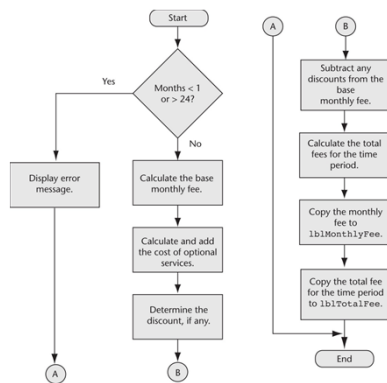 Start
Yes
Months < 1
or > 24?
No
Display error
message.
Calculate the base
monthly fee.
Calculate and add
the cost of optional
services.
Determine the
discount, if any.
A
B
A
B
Subtract any
discounts from the
base
monthly fee.
Calculate the total
fees for the time
period.
Copy the monthly
fee to
lblMonthlyFee.
Copy the total fee
for the time period
to lblTotalFee.
End